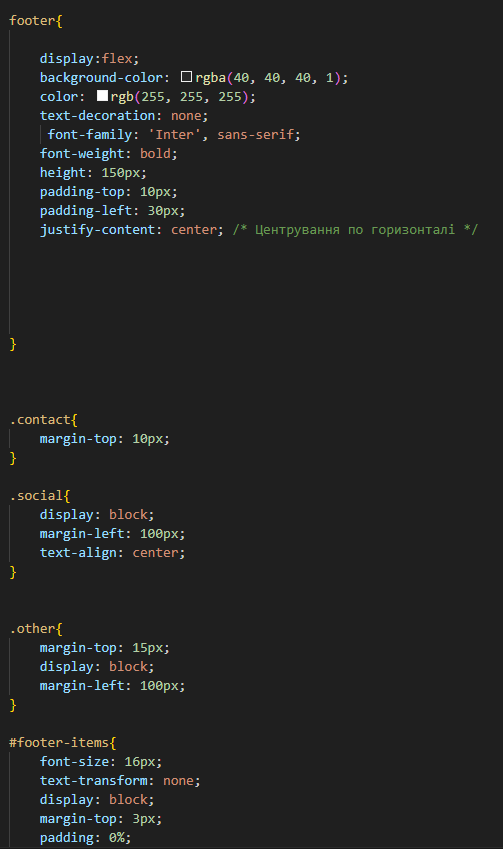 footer{
display:flex;
background-color: rgba(40, 40, 40, 1);
color: rgb(255, 255, 255);
text-decoration: none;
font-family: 'Inter', sans-serif;
font-weight: bold;
height: 150px;
padding-top: 10px;
padding-left: 30px;
justify-content: center; /* Центрування по горизонталі */
}
.contact{
margin-top: 10px;
}
.social{
display: block;
margin-left: 100px;
text-align: center;
}
.other{
margin-top: 15px;
display: block;
margin-left: 100px;
}
#footer-items{
font-size: 16px;
text-transform: none;
display: block;
margin-top: 3px;
padding: 0%;